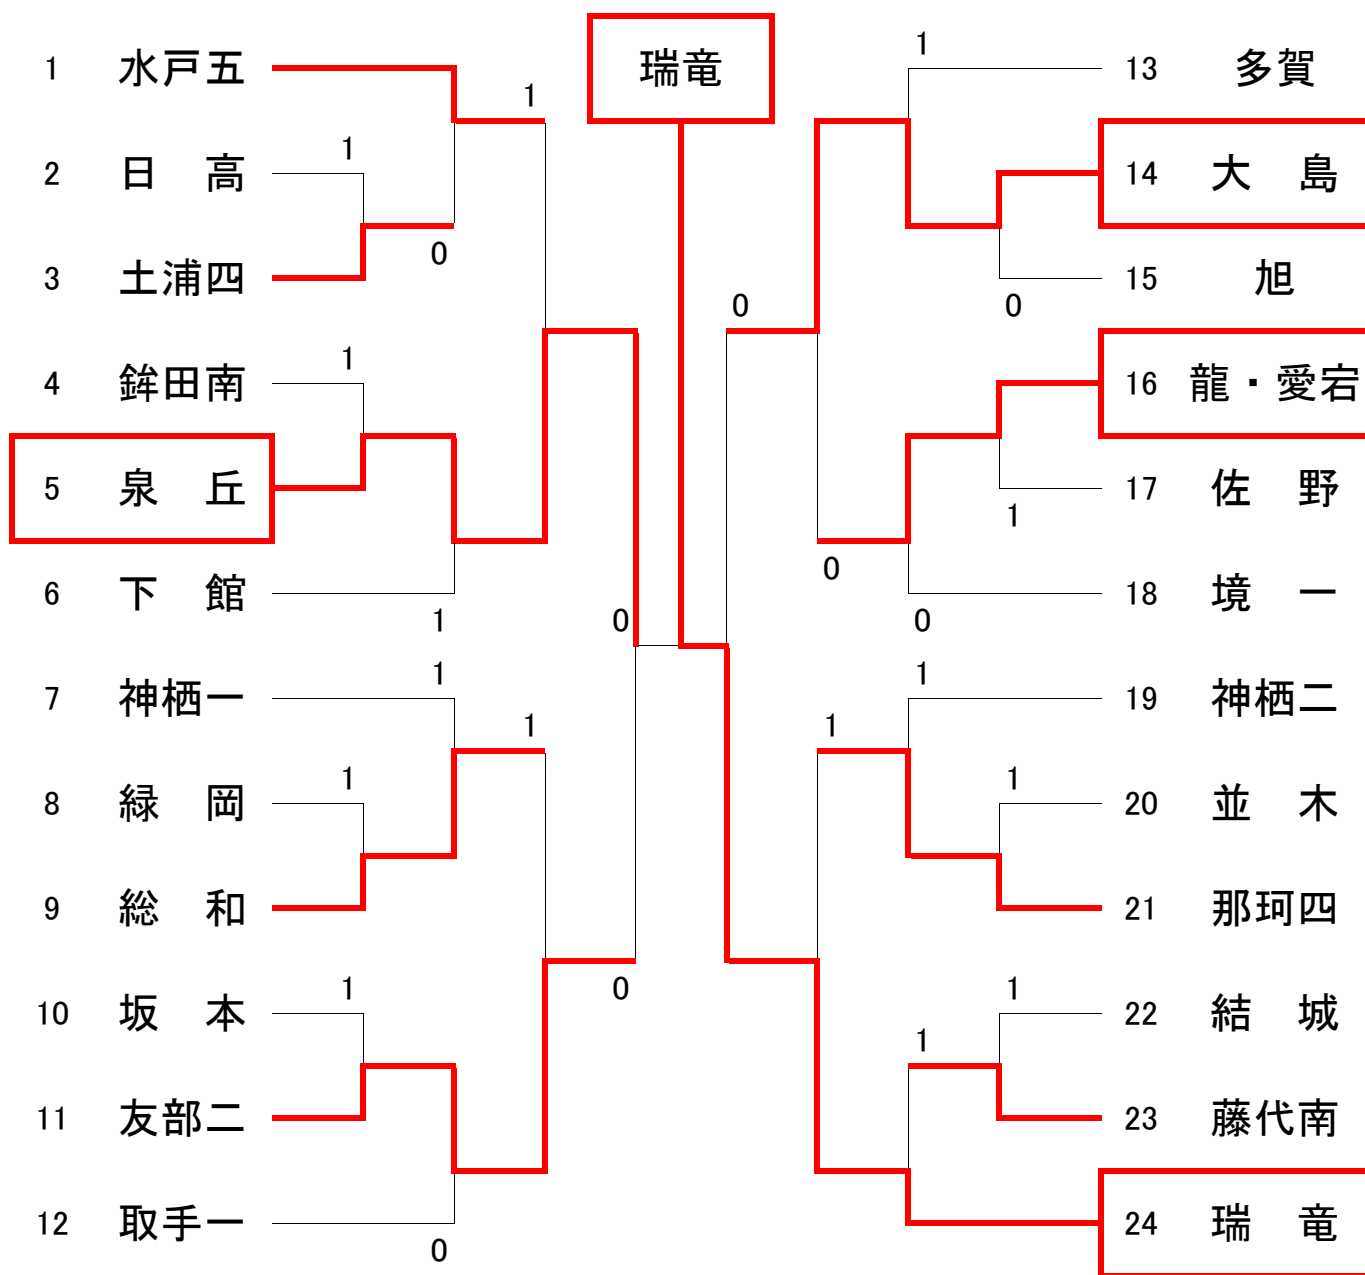 瑞竜
1 水戸五
1
2 日　高
1
0
3 土浦四
4 鉾田南
1
5 泉　丘
6 下　館
1
0
7 神栖一
1
1
8 緑　岡
1
9 総　和
10 坂　本
1
0
11 友部二
12 取手一
0
1
13 多賀
14 大　島
15 旭
0
0
16 龍・愛宕
17 佐　野
1
0
18 境　一
0
1
19 神栖二
1
20 並　木
1
21 那珂四
22 結　城
1
1
23 藤代南
24 瑞　竜